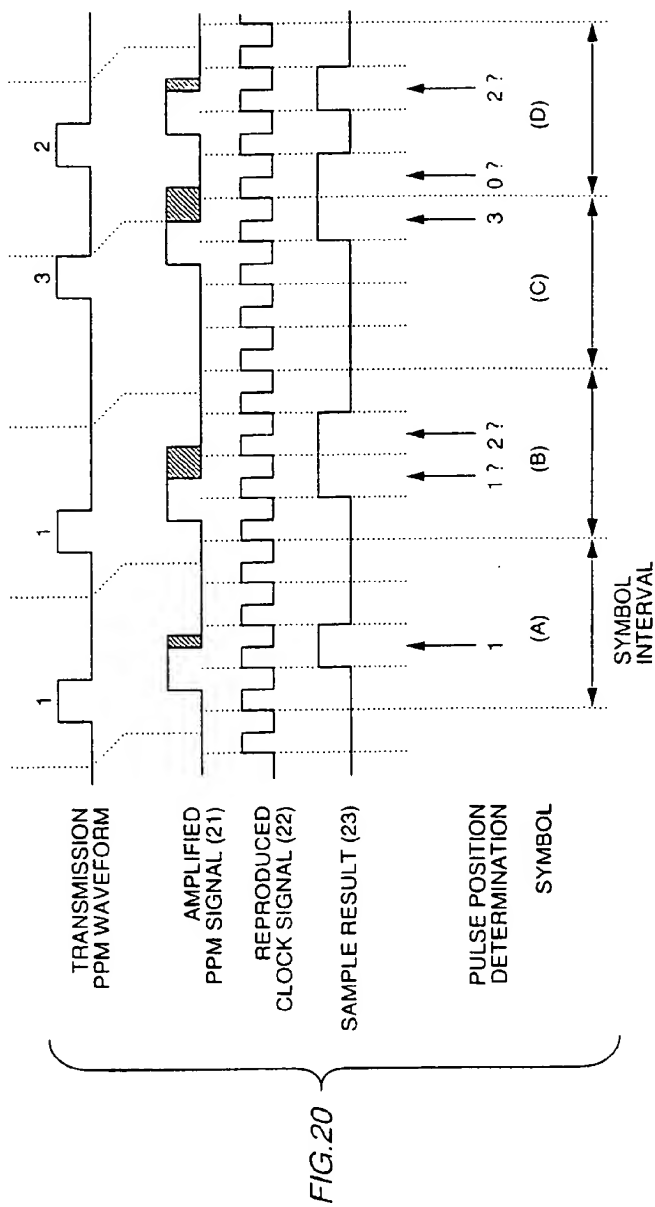 FIG.20
TRANSMISSION
PPM WAVEFORM
1 1 3 2
AMPLIFIED
PPM SIGNAL (21)
REPRODUCED
CLOCK SIGNAL (22)
SAMPLE RESULT (23)
PULSE POSITION
DETERMINATION
1 1 ? 2 ? 3 0 ? 2 ?
SYMBOL
(A) (B) (C) (D)
SYMBOL
INTERVAL